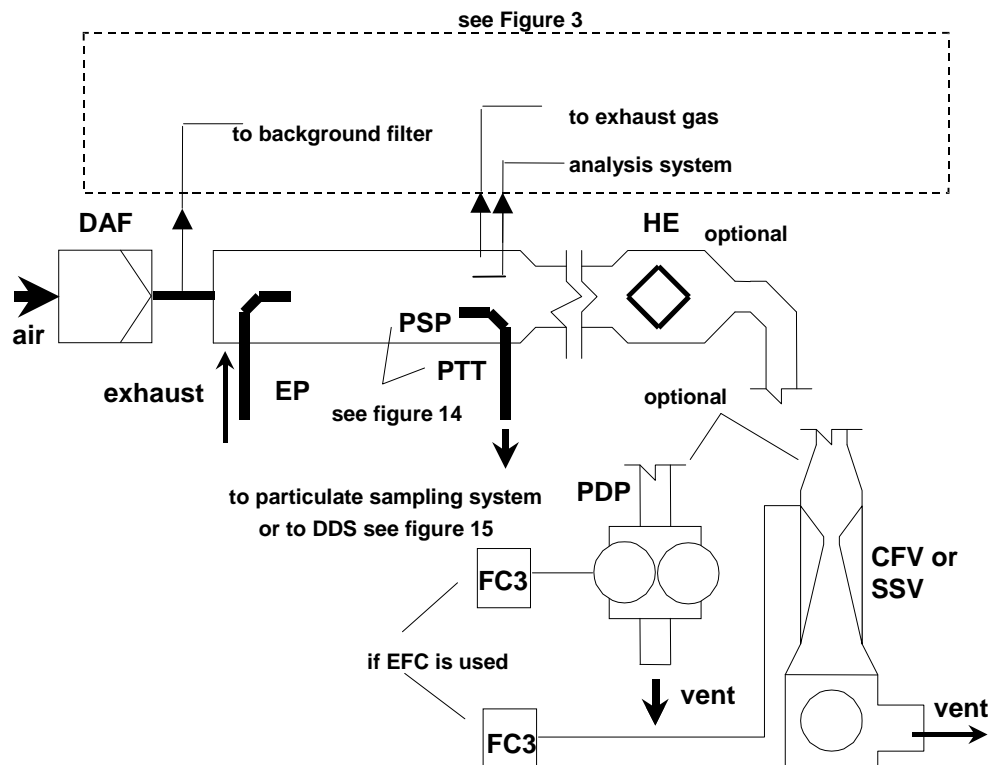 see Figure 3
to background filter
to exhaust gas
analysis system
DAF
HE
optional
air
exhaust
EP
PSP
PTT
see figure 14
optional
to particulate sampling system
or to DDS see figure 15
PDP
FC3
CFV or
SSV
if EFC is used
vent
FC3
vent